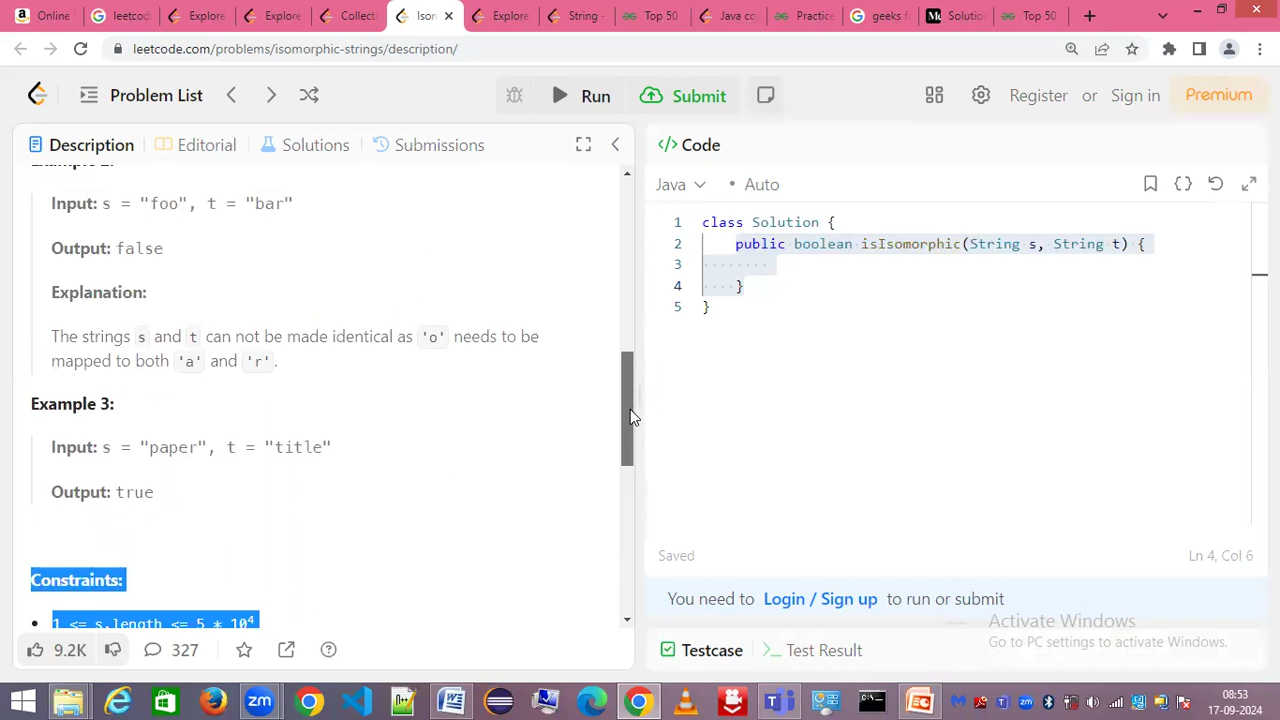 Online
leetcod
Explore
Explore
Collecti
Ison
Explore
String -
Top 50
Java co
Practice
geeks f
Solutio
Top 50
leetcode.com/problems/isomorphic-strings/description/
Problem List
Run
Submit
Register or Sign in
Premium
Description
Editorial
Solutions
Submissions
</> Code
Java
• Auto
Input: s = "foo", t = "bar"
Output: false
Explanation:
The strings s and t can not be made identical as 'o' needs to be
mapped to both 'a' and 'r'.
Example 3:
Input: s = "paper", t = "title"
Output: true
Constraints:
• 1 <= s.length <= 5 * 10⁴
9.2K
327
1 class Solution {
2 public boolean isIsomorphic(String s, String t) {
3
4 }
5 }
Saved
Ln 4, Col 6
You need to Login / Sign up to run or submit
Activate Windows
Go to PC settings to activate Windows.
Testcase
Test Result
zm
08:53
17-09-2024